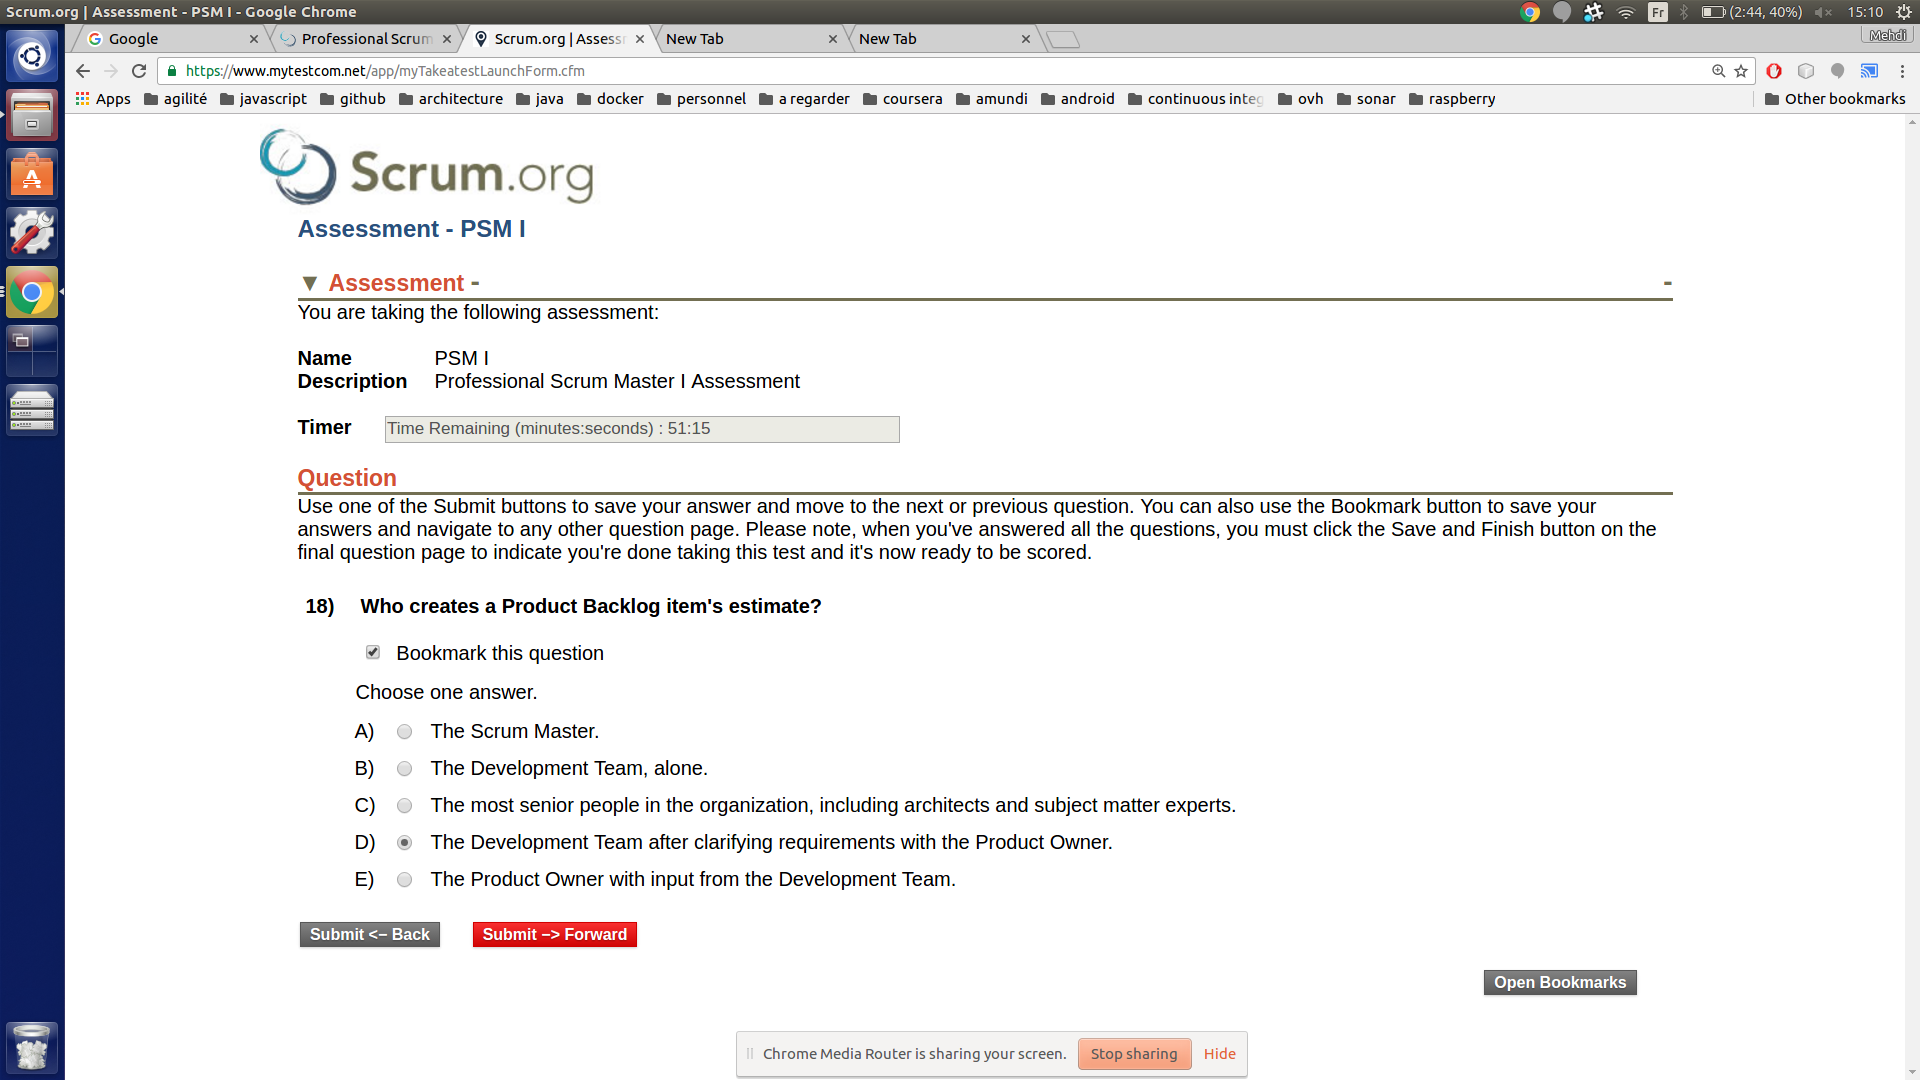 Scrum.org | Assessment - PSM I - Google Chrome
Fr
(2:44, 40%)
15:10
Google
Professional Scrum
Scrum.org | Assess
New Tab
New Tab
Mehdi
https://www.mytestcom.net/app/myTakeatestLaunchForm.cfm
Apps agilité javascript github architecture java docker personnel a regarder coursera amundi android continuous integ ovh sonar raspberry Other bookmarks
Scrum.org
Assessment - PSM I
▼ Assessment - -
You are taking the following assessment:
Name PSM I
Description Professional Scrum Master I Assessment
Timer Time Remaining (minutes:seconds) : 51:15
Question
Use one of the Submit buttons to save your answer and move to the next or previous question. You can also use the Bookmark button to save your
answers and navigate to any other question page. Please note, when you've answered all the questions, you must click the Save and Finish button on the
final question page to indicate you're done taking this test and it's now ready to be scored.
18) Who creates a Product Backlog item's estimate?
Bookmark this question
Choose one answer.
A) The Scrum Master.
B) The Development Team, alone.
C) The most senior people in the organization, including architects and subject matter experts.
D) The Development Team after clarifying requirements with the Product Owner.
E) The Product Owner with input from the Development Team.
Submit <– Back Submit –> Forward
Open Bookmarks
Chrome Media Router is sharing your screen. Stop sharing Hide